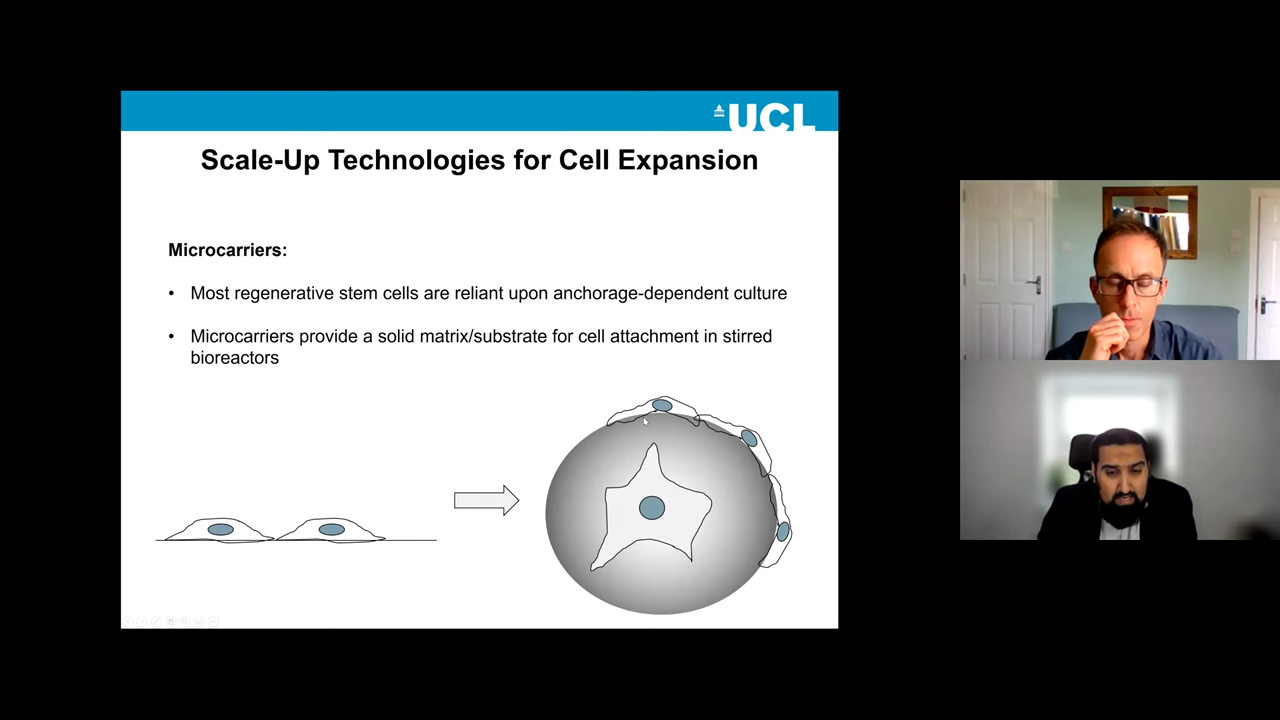 UCL
Scale-Up Technologies for Cell Expansion
Microcarriers:
• Most regenerative stem cells are reliant upon anchorage-dependent culture
• Microcarriers provide a solid matrix/substrate for cell attachment in stirred
bioreactors